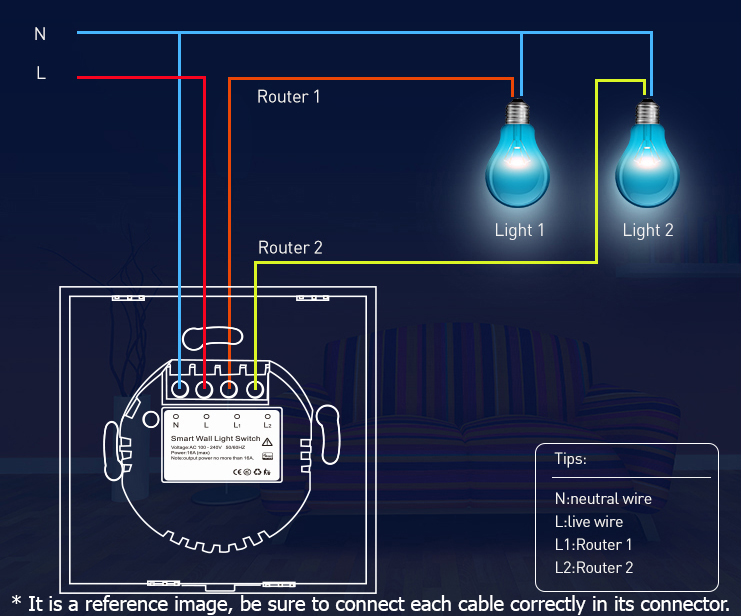 N
L
Router 1
Light 1
Light 2
Router 2
N L L1 L2
Smart Wall Light Switch
Voltage:AC 100 - 240V 50/60HZ
Power:16A (max)
Note:output power no more than 16A.
Tips:
N:neutral wire
L:live wire
L1:Router 1
L2:Router 2
* It is a reference image, be sure to connect each cable correctly in its connector.